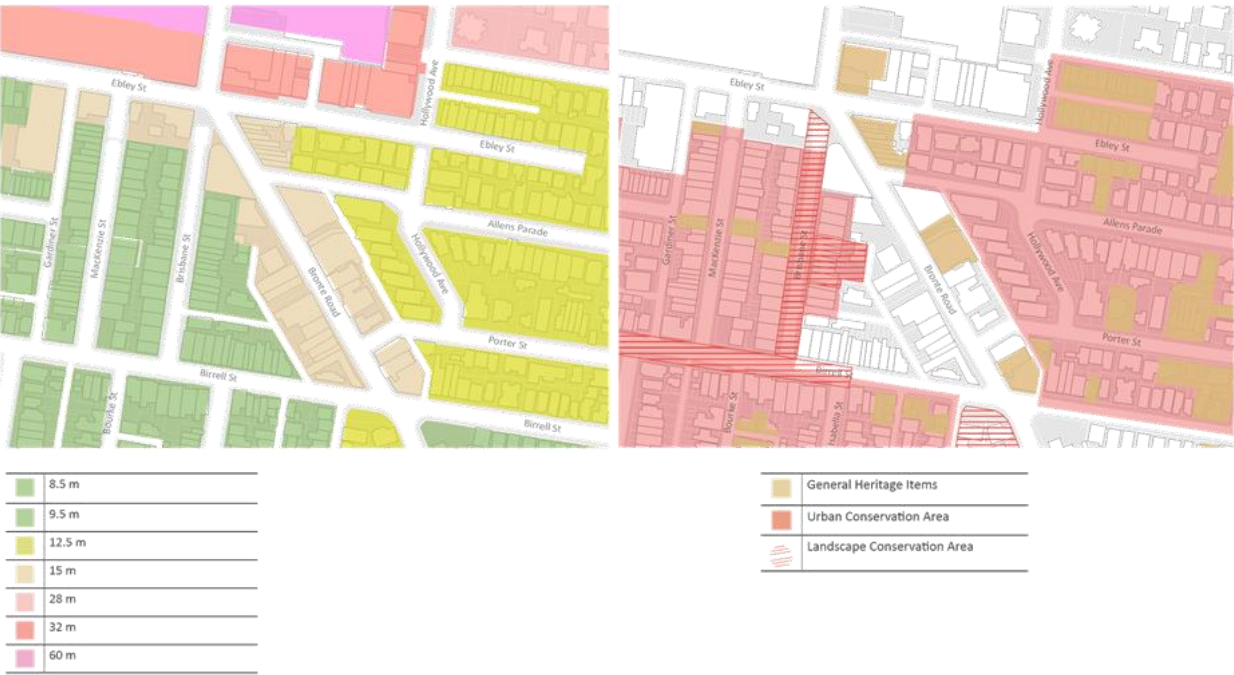 Ebley St
Hollywood Ave
Ebley St
Gardiner St
MacKenzie St
Brisbane St
Allens Parade
Hollywood Ave
Bronte Road
Porter St
Birrell St
Bourke St
Birrell St
Ebley St
Hollywood Ave
Ebley St
Gardiner St
MacKenzie St
Brisbane St
Allens Parade
Hollywood Ave
Bronte Road
Porter St
Birrell St
Bourke St
Isabella St
8.5 m
9.5 m
12.5 m
15 m
28 m
32 m
60 m
General Heritage Items
Urban Conservation Area
Landscape Conservation Area